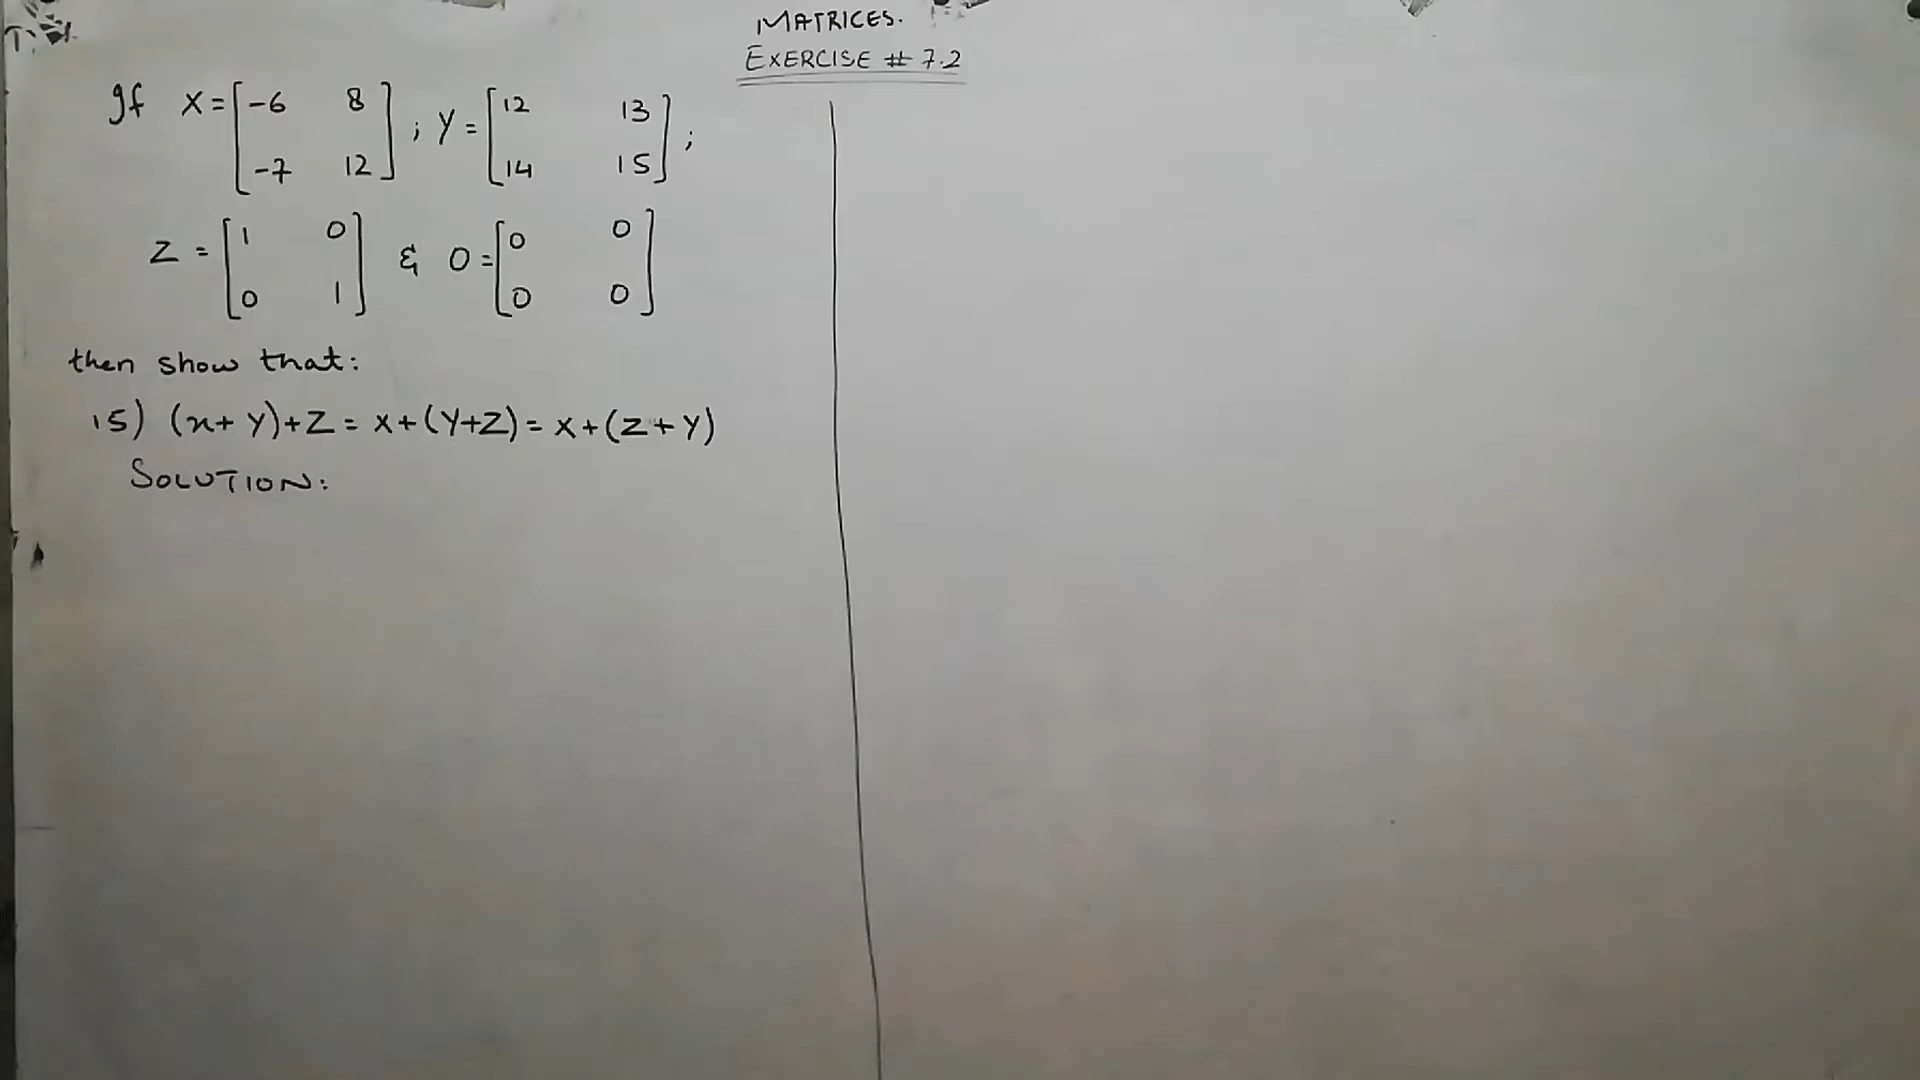 MATRICES.
EXERCISE # 7.2
If X = [-6 8
-7 12] ; Y = [12 13
14 15] ;
Z = [1 0
0 1] & 0 = [0 0
0 0]
then show that:
15) (x + Y) + Z = X + (Y+Z) = X + (Z + Y)
SOLUTION: